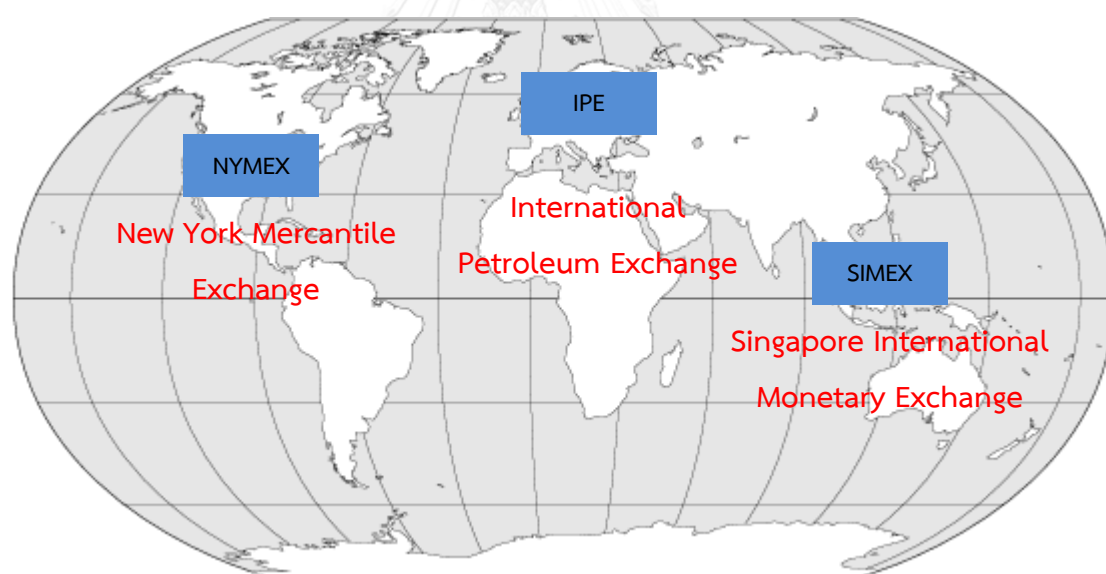 NYMEX
New York Mercantile
Exchange
IPE
International
Petroleum Exchange
SIMEX
Singapore International
Monetary Exchange